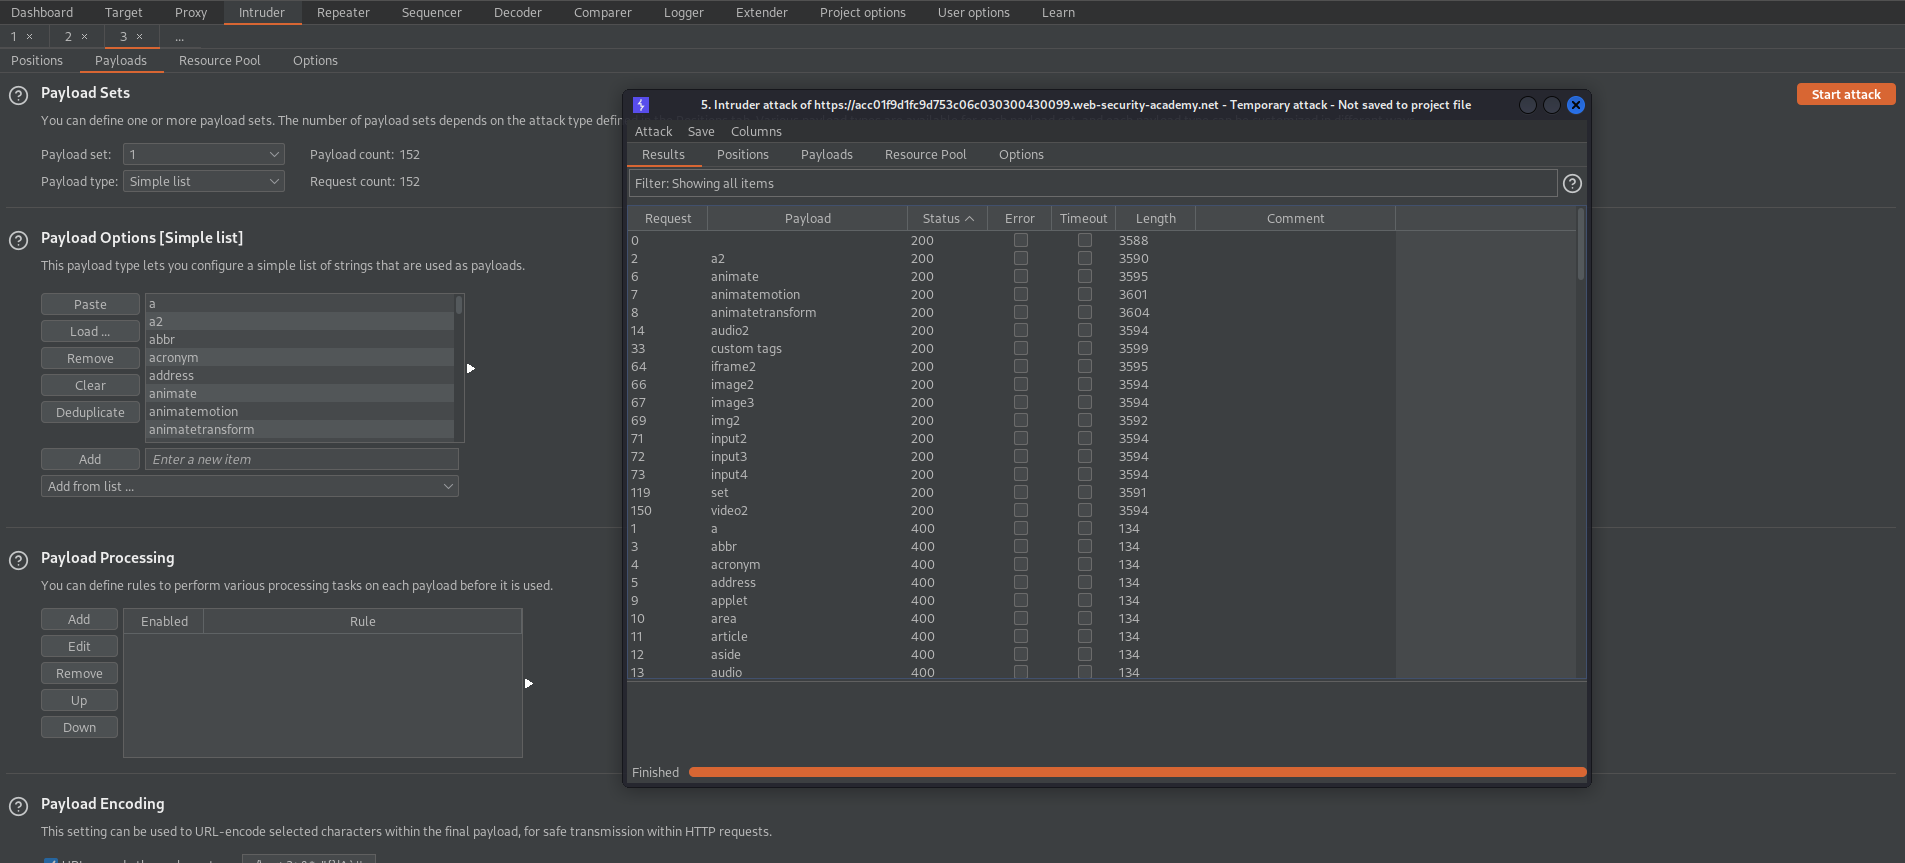 Dashboard Target Proxy Intruder Repeater Sequencer Decoder Comparer Logger Extender Project options User options Learn
1 × 2 × 3 × ...
Positions Payloads Resource Pool Options
Payload Sets
Start attack
You can define one or more payload sets. The number of payload sets depends on the attack type defin
Payload set: 1 Payload count: 152
Payload type: Simple list Request count: 152
Payload Options [Simple list]
This payload type lets you configure a simple list of strings that are used as payloads.
Paste
Load ...
Remove
Clear
Deduplicate
a
a2
abbr
acronym
address
animate
animatemotion
animatetransform
Add Enter a new item
Add from list ...
Payload Processing
You can define rules to perform various processing tasks on each payload before it is used.
Add
Edit
Remove
Up
Down
Enabled Rule
Payload Encoding
This setting can be used to URL-encode selected characters within the final payload, for safe transmission within HTTP requests.
5. Intruder attack of https://acc01f9d1fc9d753c06c030300430099.web-security-academy.net - Temporary attack - Not saved to project file
Attack Save Columns
Results Positions Payloads Resource Pool Options
Filter: Showing all items
Request Payload Status Error Timeout Length Comment
0 200 3588
2 a2 200 3590
6 animate 200 3595
7 animatemotion 200 3601
8 animatetransform 200 3604
14 audio2 200 3594
33 custom tags 200 3599
64 iframe2 200 3595
66 image2 200 3594
67 image3 200 3594
69 img2 200 3592
71 input2 200 3594
72 input3 200 3594
73 input4 200 3594
119 set 200 3591
150 video2 200 3594
1 a 400 134
3 abbr 400 134
4 acronym 400 134
5 address 400 134
9 applet 400 134
10 area 400 134
11 article 400 134
12 aside 400 134
13 audio 400 134
Finished